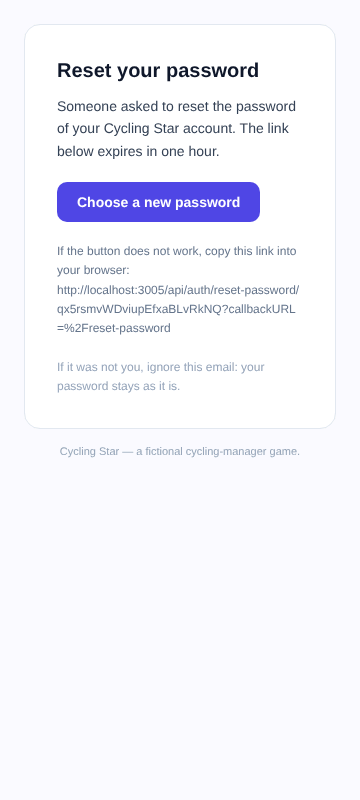 Reset your password
Someone asked to reset the password
of your Cycling Star account. The link
below expires in one hour.
Choose a new password
If the button does not work, copy this link into
your browser:
http://localhost:3005/api/auth/reset-password/
qx5rsmvWDviupEfxaBLvRkNQ?callbackURL
=%2Freset-password
If it was not you, ignore this email: your
password stays as it is.
Cycling Star — a fictional cycling-manager game.